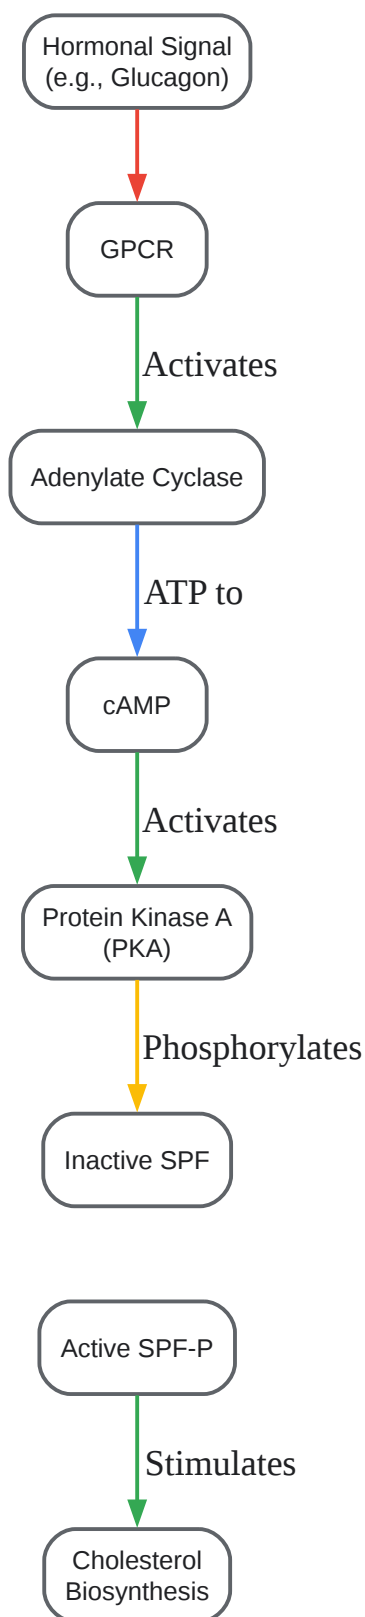 Hormonal Signal
(e.g., Glucagon)
GPCR
Activates
Adenylate Cyclase
ATP to
cAMP
Activates
Protein Kinase A
(PKA)
Phosphorylates
Inactive SPF
Active SPF-P
Stimulates
Cholesterol
Biosynthesis